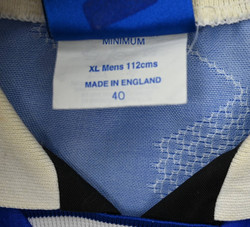 MINIMUM
XL Mens 112cms
MADE IN ENGLAND
40